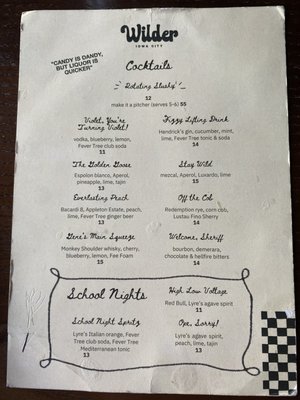 Wilder
IOWA CITY
"CANDY IS DANDY,
BUT LIQUOR IS
QUICKER"
Cocktails
Rotating Slushy
12
make it a pitcher (serves 5-6) 55
Violet, You're
Turning Violet!
vodka, blueberry, lemon,
Fever Tree club soda
11
Fizzy Lifting Drink
Hendrick's gin, cucumber, mint,
lime, Fever Tree tonic & soda
14
The Golden Goose
Espolon blanco, Aperol,
pineapple, lime, tajin
13
Stay Wild
mezcal, Aperol, Luxardo, lime
15
Everlasting Peach
Bacardi 8, Appleton Estate, peach,
lime, Fever Tree ginger beer
13
Off the Cob
Redemption rye, corn cob,
Lustau Fino Sherry
14
Gene's Main Squeeze
Monkey Shoulder whisky, cherry,
blueberry, lemon, Fee Foam
15
Welcome, Sheriff
bourbon, demerara,
chocolate & hellfire bitters
14
School Nights
High Low Voltage
Red Bull, Lyre's agave spirit
11
School Night Spritz
Lyre's Italian orange, Fever
Tree club soda, Fever Tree
Mediterranean tonic
13
Ope, Sorry!
Lyre's agave spirit,
peach, lime, tajin
13